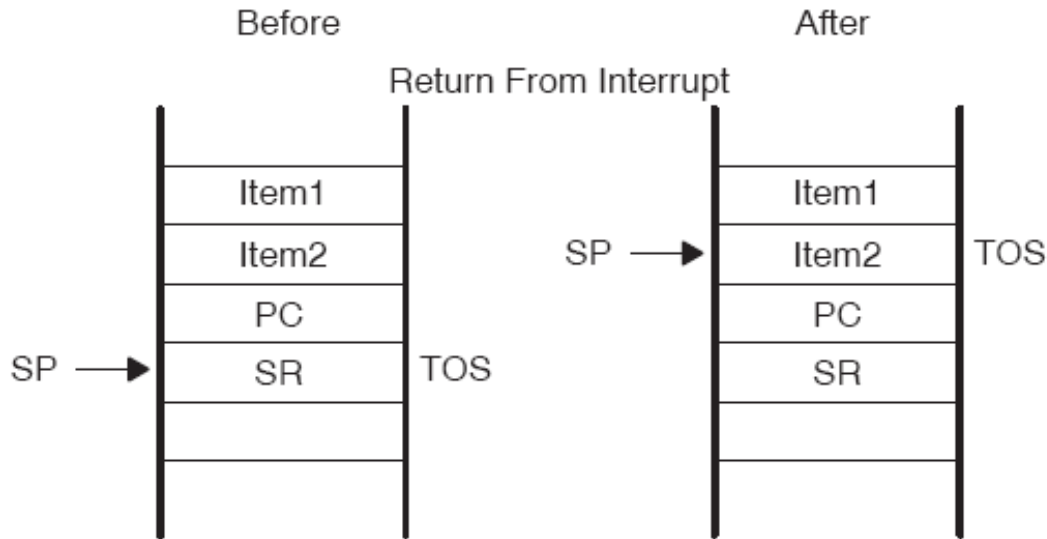 Before After
Return From Interrupt
Item1 Item1
Item2 SP Item2 TOS
PC PC
SP SR TOS SR